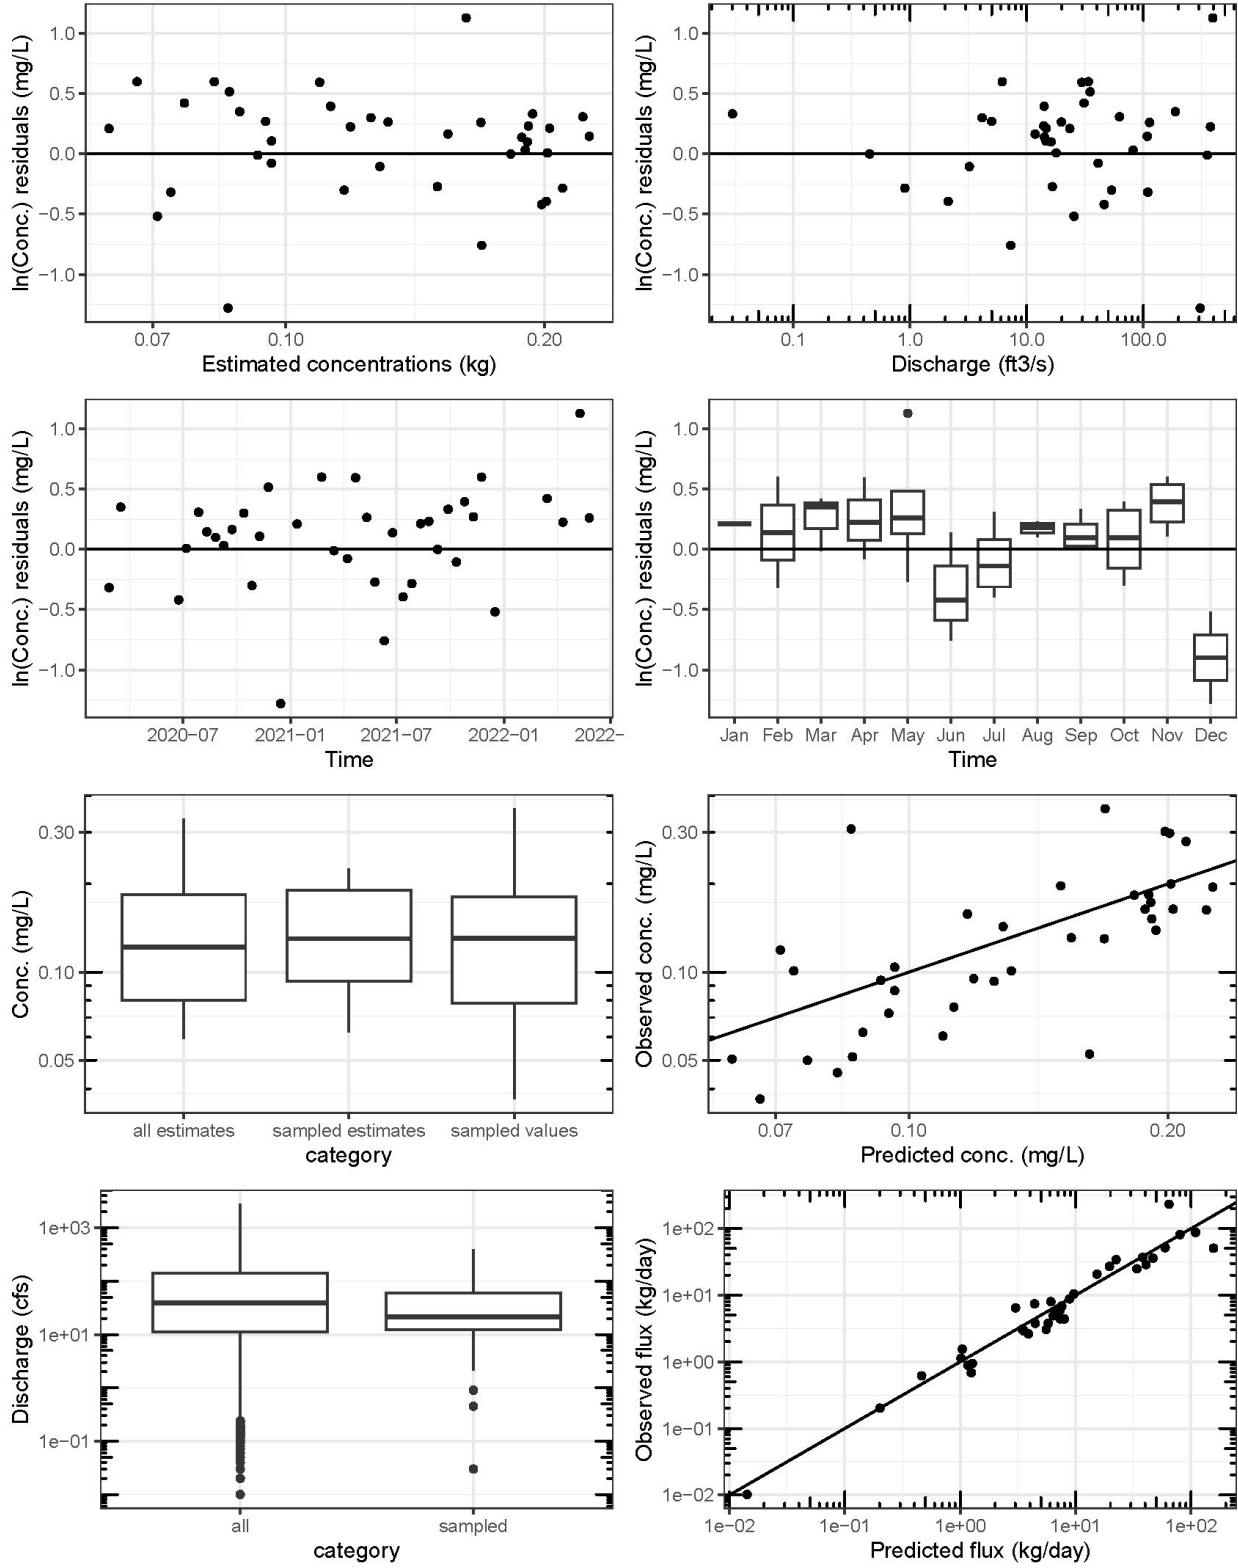 ln(Conc.) residuals (mg/L)
1.0
0.5
0.0
−0.5
−1.0
0.07 0.10 0.20
Estimated concentrations (kg)
ln(Conc.) residuals (mg/L)
1.0
0.5
0.0
−0.5
−1.0
0.1 1.0 10.0 100.0
Discharge (ft3/s)
ln(Conc.) residuals (mg/L)
1.0
0.5
0.0
−0.5
−1.0
2020−07 2021−01 2021−07 2022−01 2022−
Time
ln(Conc.) residuals (mg/L)
1.0
0.5
0.0
−0.5
−1.0
Jan Feb Mar Apr May Jun Jul Aug Sep Oct Nov Dec
Time
Conc. (mg/L)
0.30
0.10
0.05
all estimates sampled estimates sampled values
category
Observed conc. (mg/L)
0.30
0.10
0.05
0.07 0.10 0.20
Predicted conc. (mg/L)
Discharge (cfs)
1e+03
1e+01
1e−01
all sampled
category
Observed flux (kg/day)
1e+02
1e+01
1e+00
1e−01
1e−02
1e−02 1e−01 1e+00 1e+01 1e+02
Predicted flux (kg/day)